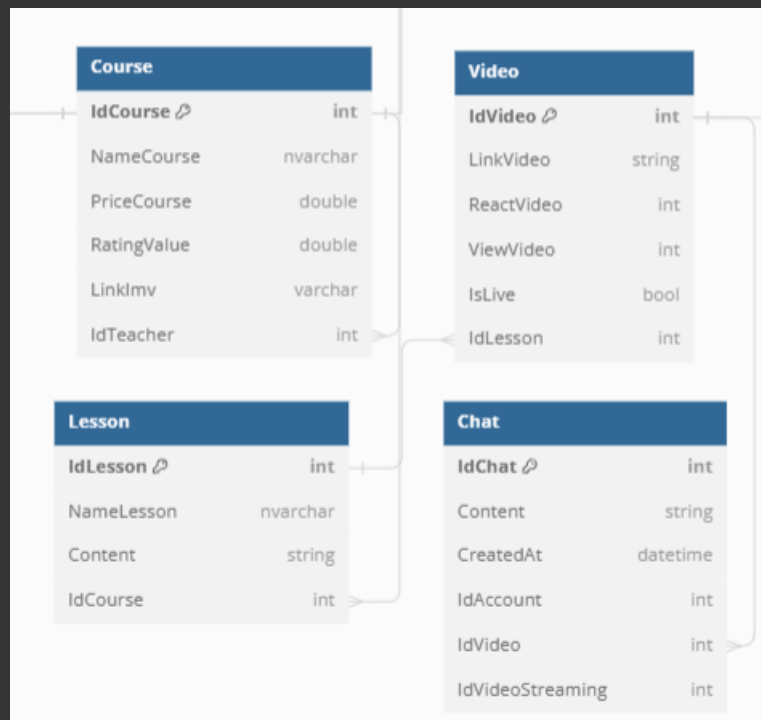 Course
IdCourse int
NameCourse nvarchar
PriceCourse double
RatingValue double
LinkImv varchar
IdTeacher int
Video
IdVideo int
LinkVideo string
ReactVideo int
ViewVideo int
IsLive bool
IdLesson int
Lesson
IdLesson int
NameLesson nvarchar
Content string
IdCourse int
Chat
IdChat int
Content string
CreatedAt datetime
IdAccount int
IdVideo int
IdVideoStreaming int